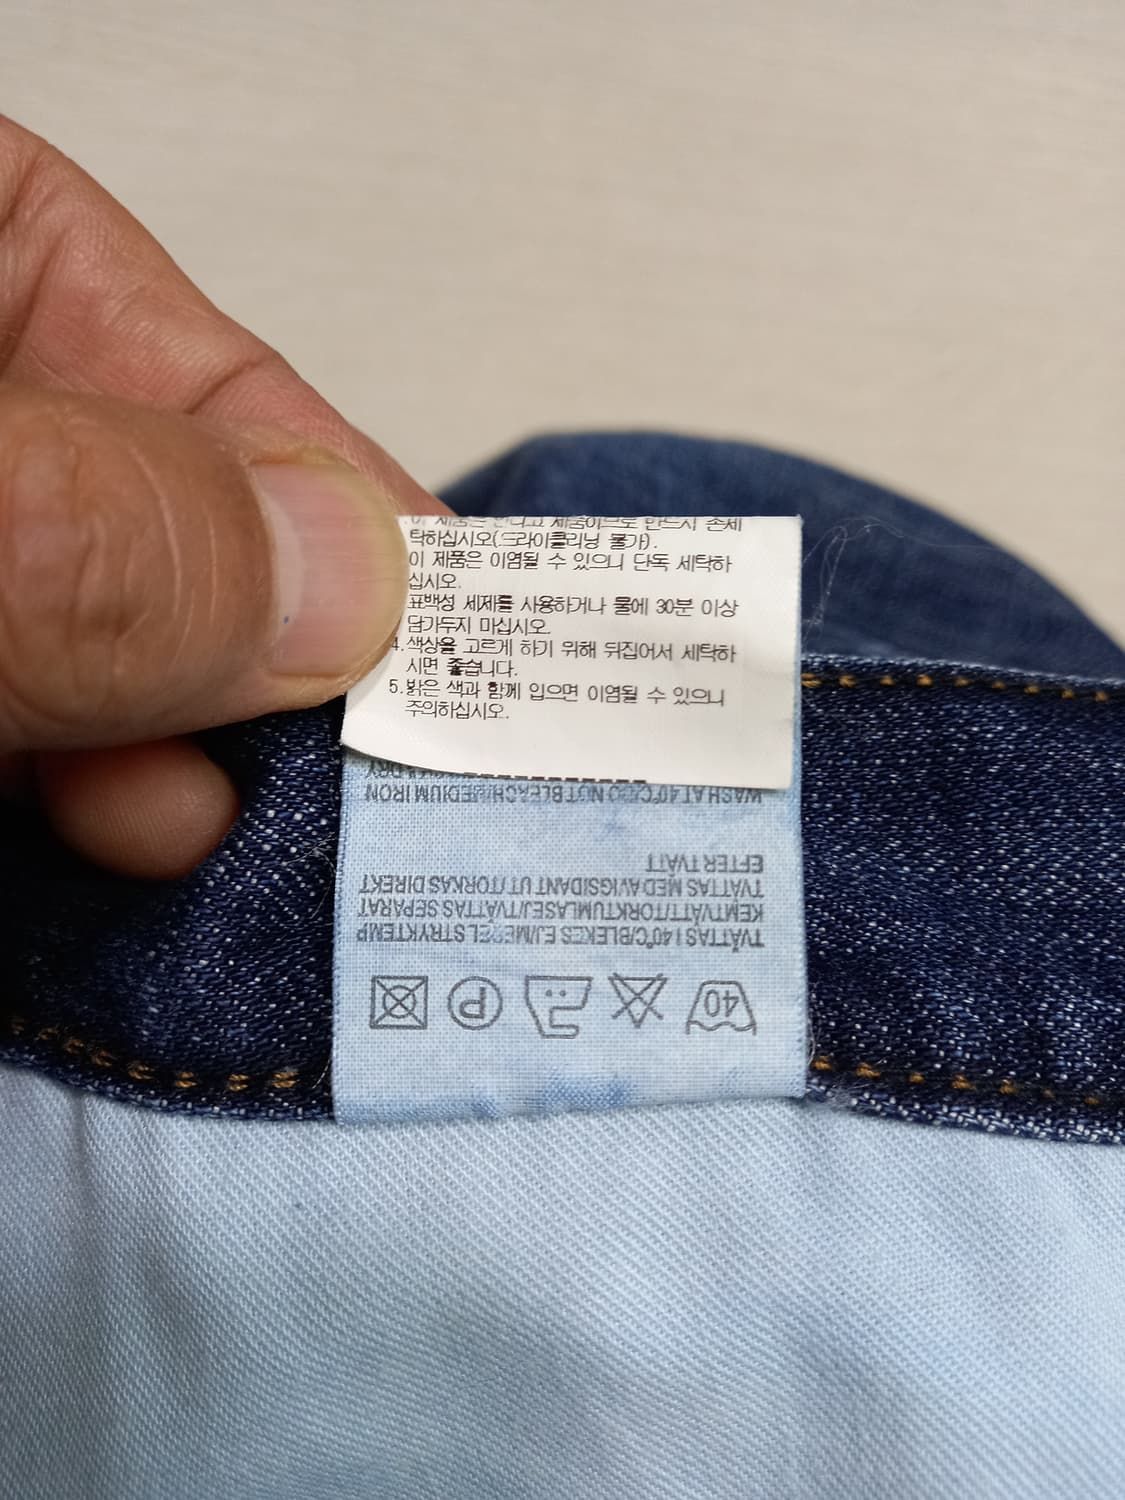 이 제품은 반다고 제품이므로 반드시 손세
탁하십시오(드라이클리닝 불가).
이 제품은 이염될 수 있으니 단독 세탁하
십시오.
표백성 세제를 사용하거나 물에 30분 이상
담가두지 마십시오.
4.색상을 고르게 하기 위해 뒤집어서 세탁하
시면 좋습니다.
5.밝은 색과 함께 입으면 이염될 수 있으니
주의하십시오.
40 P
TVÄTTAS I 40°C/BLEKES EJ/MEDEL STRYKTEMP
KEMTVÄTT/TORKTUMLAS EJ/TVÄTTAS SEPARAT
TVÄTTAS MED AVIGSIDAN UT/TORKAS DIREKT
EFTER TVÄTT
WASH AT 40°C/DO NOT BLEACH/MEDIUM IRON
DRY